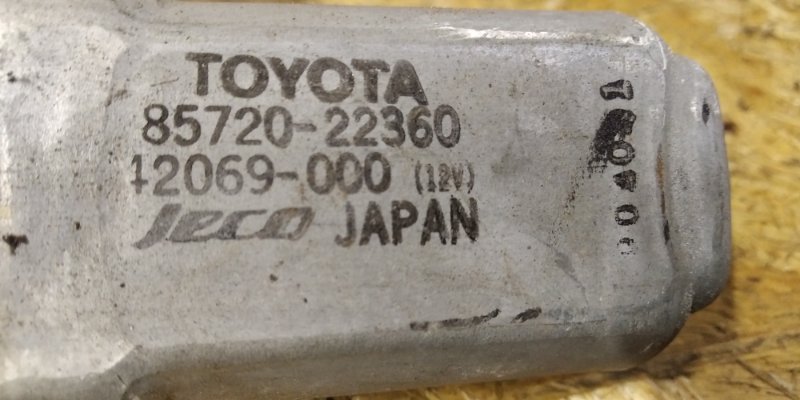 TOYOTA
85720-22360
42069-000 (12V)
Jeco JAPAN